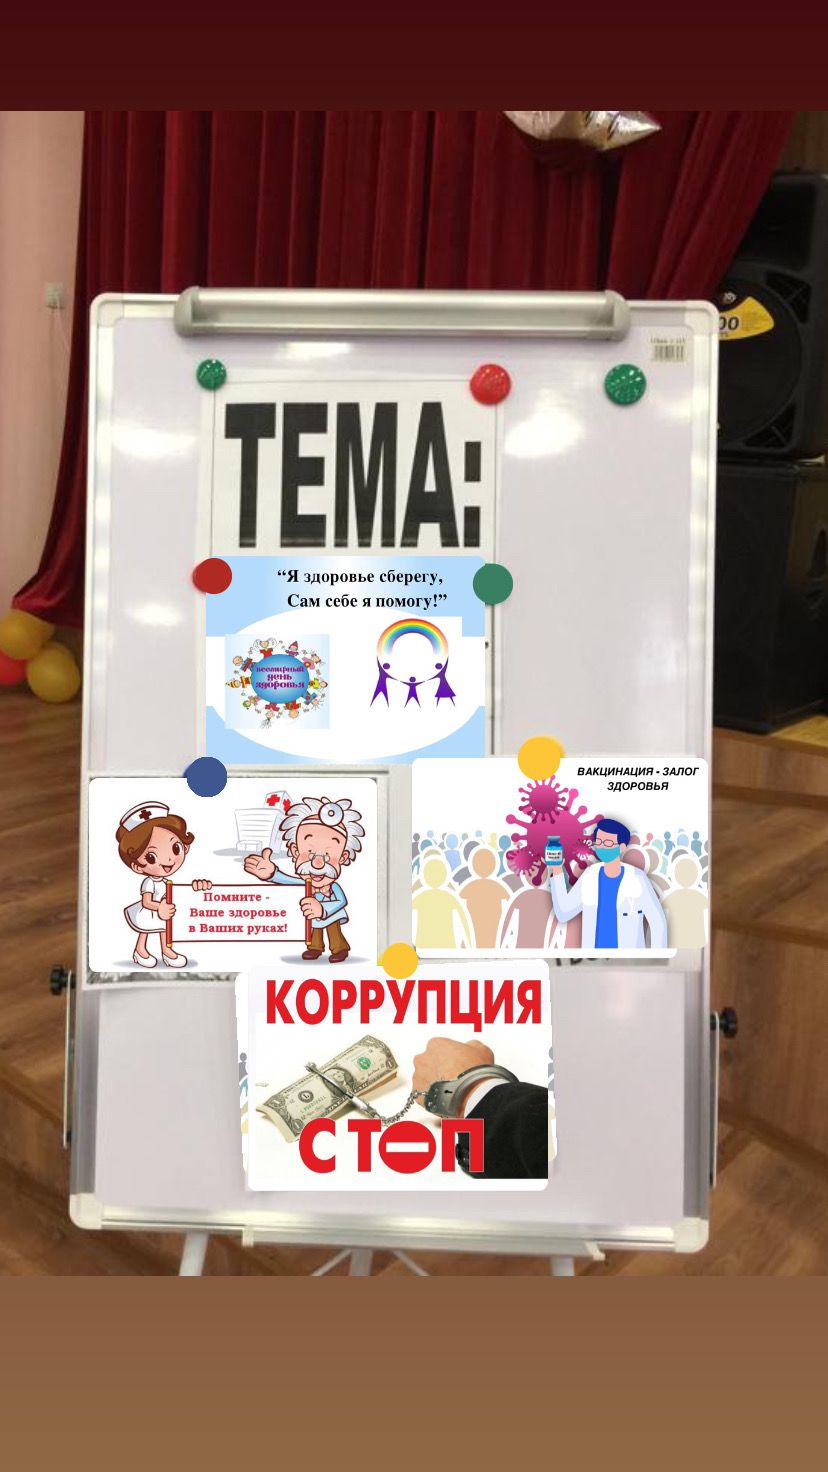 ТЕМА:
“Я здоровье сберегу,
Сам себе я помогу!”
всемирный
день
здоровья
ВАКЦИНАЦИЯ - ЗАЛОГ
ЗДОРОВЬЯ
Помните -
Ваше здоровье
в Ваших руках!
КОРРУПЦИЯ
СТОП